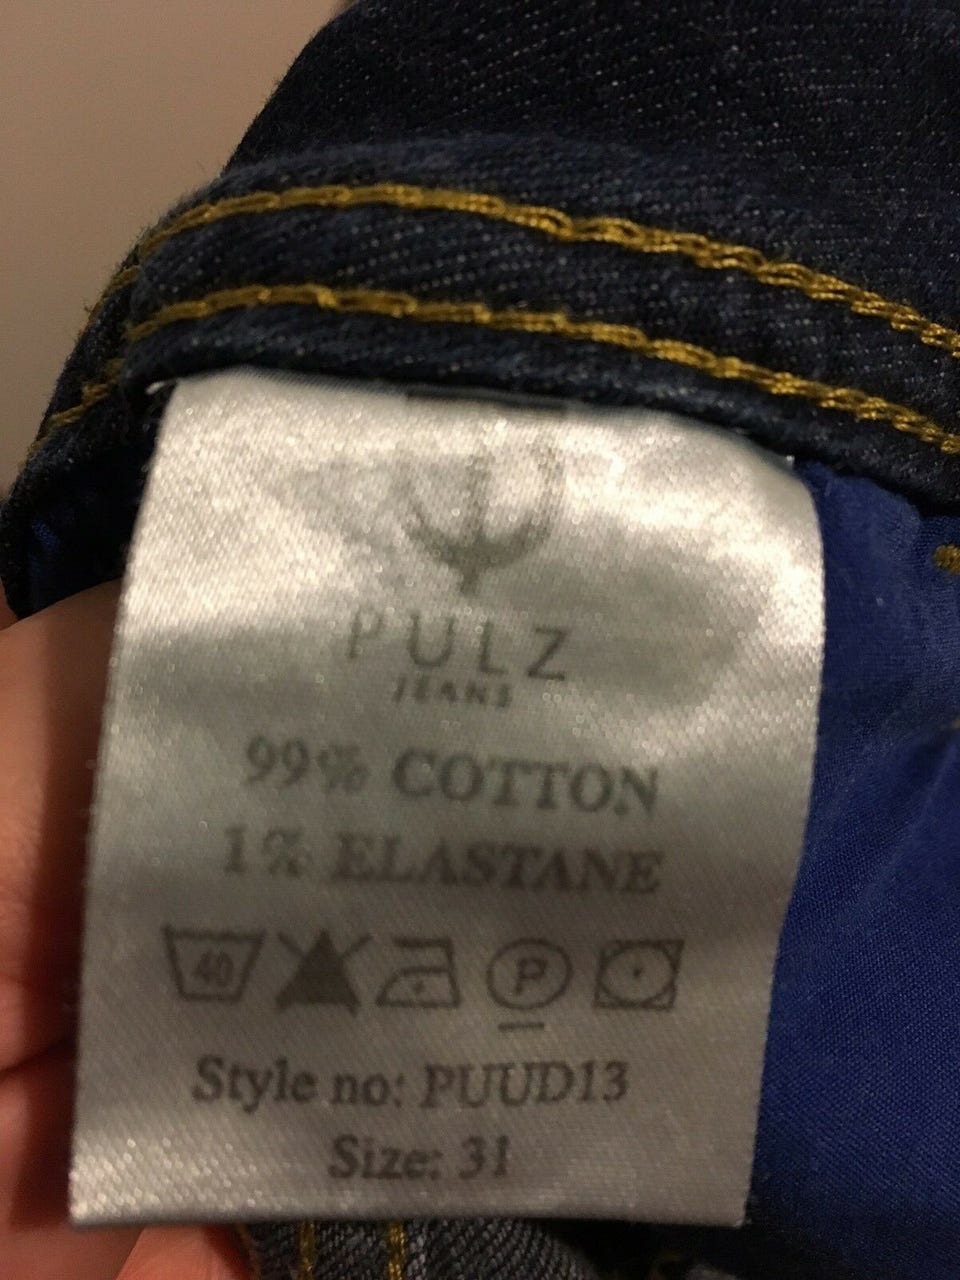 PULZ
JEANS
99% COTTON
1% ELASTANE
40 P
Style no: PUUD13
Size: 31